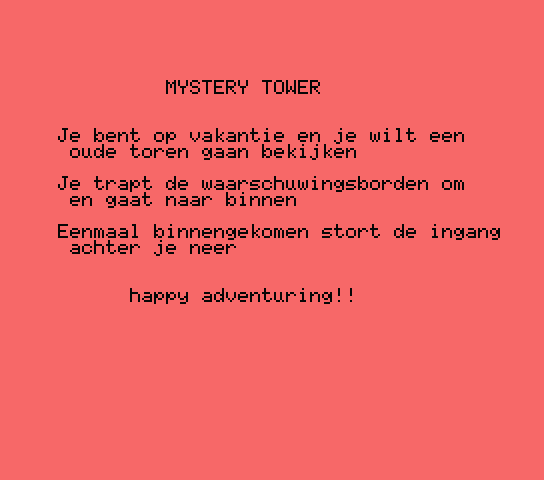 MYSTERY TOWER
Je bent op vakantie en je wilt een
oude toren gaan bekijken
Je trapt de waarschuwingsborden om
en gaat naar binnen
Eenmaal binnengekomen stort de ingang
achter je neer
happy adventuring!!